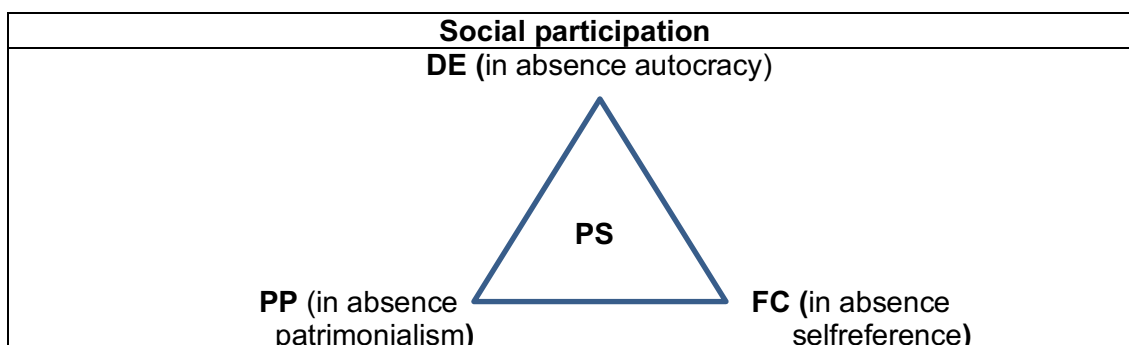 Social participation
DE (in absence autocracy)
PS
PP (in absence
patrimonialism)
FC (in absence
selfreference)